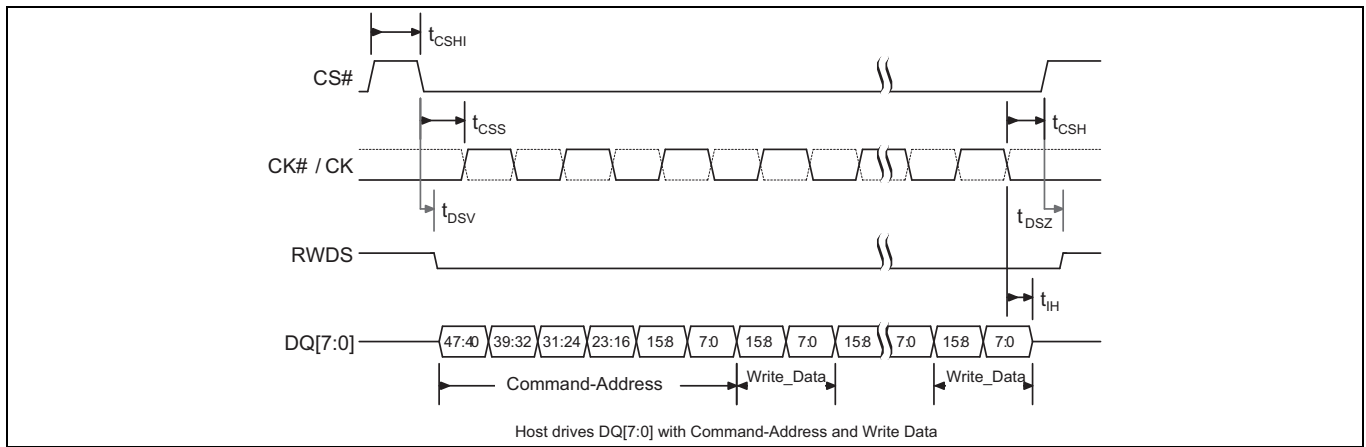 tCSHI
CS#
tCSS
tCSH
CK# / CK
tDSV
tDSZ
RWDS
tIH
DQ[7:0]
47:40 39:32 31:24 23:16 15:8 7:0 15:8 7:0 15:8 7:0 15:8 7:0
Command-Address Write_Data Write_Data
Host drives DQ[7:0] with Command-Address and Write Data